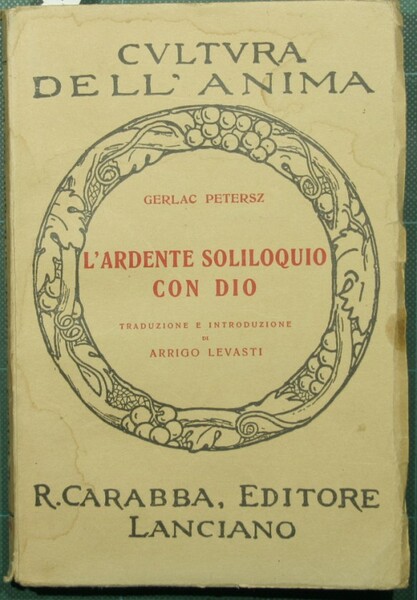 CVLTVRA
DELL'ANIMA
GERLAC PETERSZ
L'ARDENTE SOLILOQUIO
CON DIO
TRADUZIONE E INTRODUZIONE
DI
ARRIGO LEVASTI
R. CARABBA, EDITORE
LANCIANO